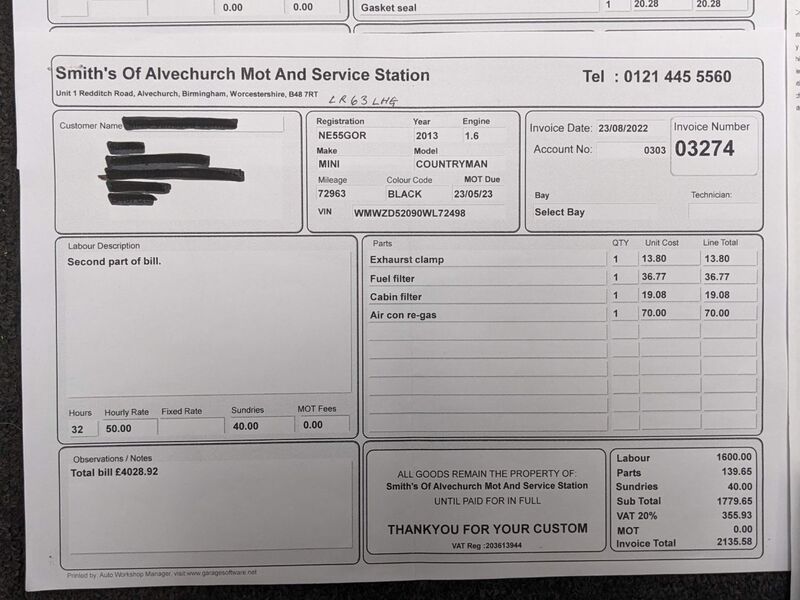 0.00 0.00 Gasket seal 1 20.28 20.28
Smith's Of Alvechurch Mot And Service Station
Tel : 0121 445 5560
Unit 1 Redditch Road, Alvechurch, Birmingham, Worcestershire, B48 7RT
LR63 LHG
Customer Name
Registration Year Engine
NE55GOR 2013 1.6
Make Model
MINI COUNTRYMAN
Mileage Colour Code MOT Due
72963 BLACK 23/05/23
VIN WMWZD52090WL72498
Invoice Date: 23/08/2022
Account No: 0303
Invoice Number
03274
Bay Technician:
Select Bay
Labour Description
Second part of bill.
Hours Hourly Rate Fixed Rate Sundries MOT Fees
32 50.00 40.00 0.00
Parts QTY Unit Cost Line Total
Exhaurst clamp 1 13.80 13.80
Fuel filter 1 36.77 36.77
Cabin filter 1 19.08 19.08
Air con re-gas 1 70.00 70.00
Observations / Notes
Total bill £4028.92
ALL GOODS REMAIN THE PROPERTY OF:
Smith's Of Alvechurch Mot And Service Station
UNTIL PAID FOR IN FULL
THANKYOU FOR YOUR CUSTOM
VAT Reg :203613944
Labour 1600.00
Parts 139.65
Sundries 40.00
Sub Total 1779.65
VAT 20% 355.93
MOT 0.00
Invoice Total 2135.58
Printed by: Auto Workshop Manager, visit www.garagesoftware.net